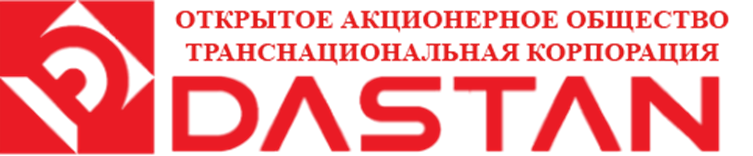 ОТКРЫТОЕ АКЦИОНЕРНОЕ ОБЩЕСТВО
ТРАНСНАЦИОНАЛЬНАЯ КОРПОРАЦИЯ
DASTAN